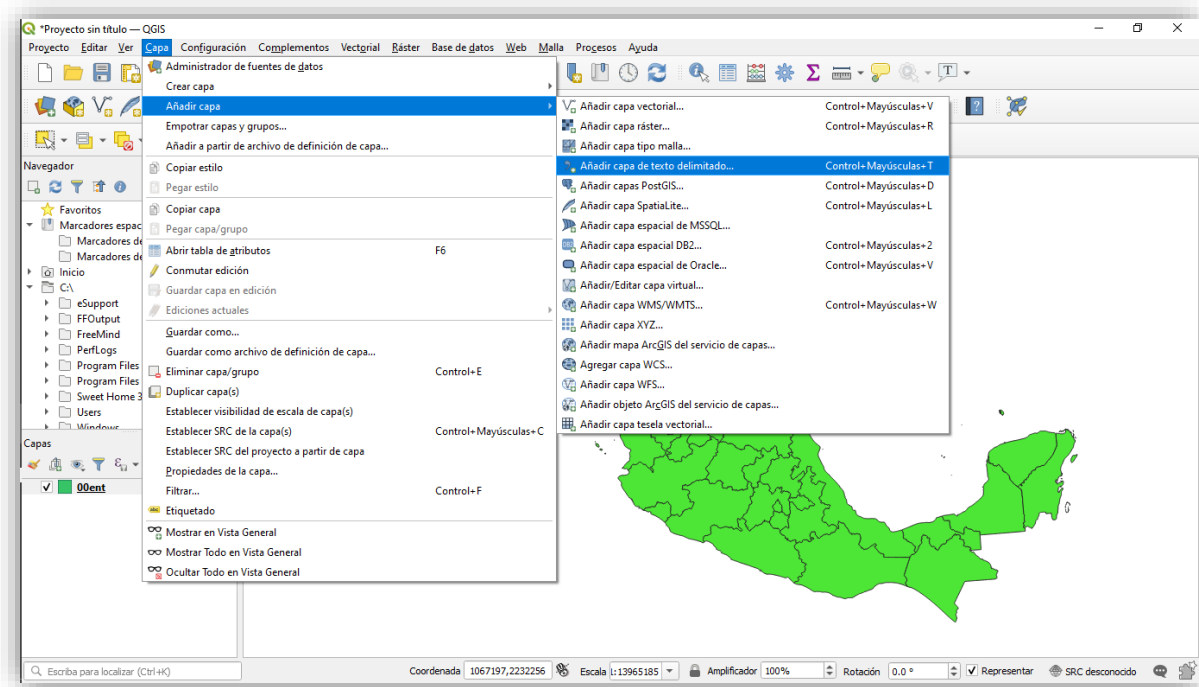 *Proyecto sin título — QGIS
Proyecto Editar Ver Capa Configuración Complementos Vectorial Ráster Base de datos Web Malla Procesos Ayuda
Administrador de fuentes de datos
Crear capa
Añadir capa
Empotrar capas y grupos...
Añadir a partir de archivo de definición de capa...
Copiar estilo
Pegar estilo
Copiar capa
Pegar capa/grupo
Abrir tabla de atributos F6
Conmutar edición
Guardar capa en edición
Ediciones actuales
Guardar como...
Guardar como archivo de definición de capa...
Eliminar capa/grupo Control+E
Duplicar capa(s)
Establecer visibilidad de escala de capa(s)
Establecer SRC de la capa(s) Control+Mayúsculas+C
Establecer SRC del proyecto a partir de capa
Propiedades de la capa...
Filtrar... Control+F
Etiquetado
Mostrar en Vista General
Mostrar Todo en Vista General
Ocultar Todo en Vista General
Añadir capa vectorial... Control+Mayúsculas+V
Añadir capa ráster... Control+Mayúsculas+R
Añadir capa tipo malla...
Añadir capa de texto delimitado... Control+Mayúsculas+T
Añadir capas PostGIS... Control+Mayúsculas+D
Añadir capa SpatiaLite... Control+Mayúsculas+L
Añadir capa espacial de MSSQL...
Añadir capa espacial DB2... Control+Mayúsculas+2
Añadir capa espacial de Oracle... Control+Mayúsculas+V
Añadir/Editar capa virtual...
Añadir capa WMS/WMTS... Control+Mayúsculas+W
Añadir capa XYZ...
Añadir mapa ArcGIS del servicio de capas...
Agregar capa WCS...
Añadir capa WFS...
Añadir objeto ArcGIS del servicio de capas...
Añadir capa tesela vectorial...
Navegador
Favoritos
Marcadores espac
Marcadores de
Marcadores de
Inicio
C:\
eSupport
FFOutput
FreeMind
PerfLogs
Program Files
Program Files
Sweet Home 3
Users
Windows
Capas
00ent
Escriba para localizar (Ctrl+K)
Coordenada 1067197,2232256 Escala 1:13965185 Amplificador 100% Rotación 0.0 ° Representar SRC desconocido